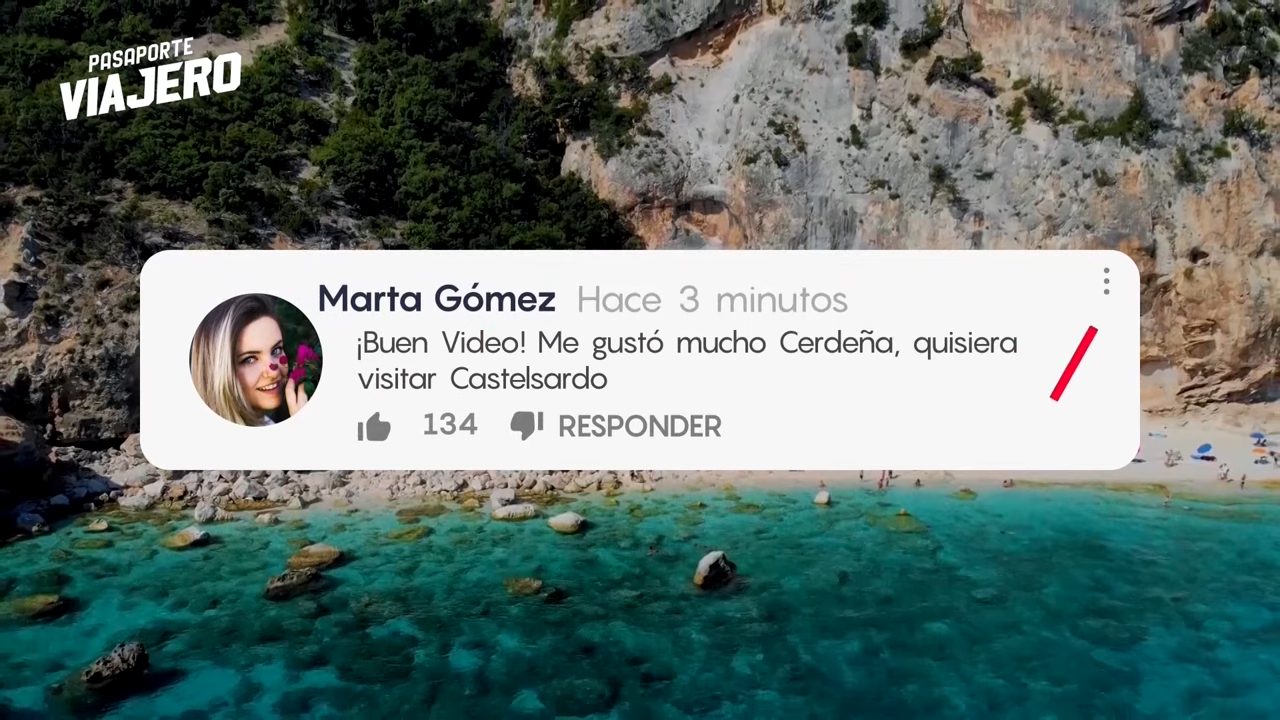 PASAPORTE
VIAJERO
Marta Gómez Hace 3 minutos
¡Buen Video! Me gustó mucho Cerdeña, quisiera
visitar Castelsardo
134 RESPONDER